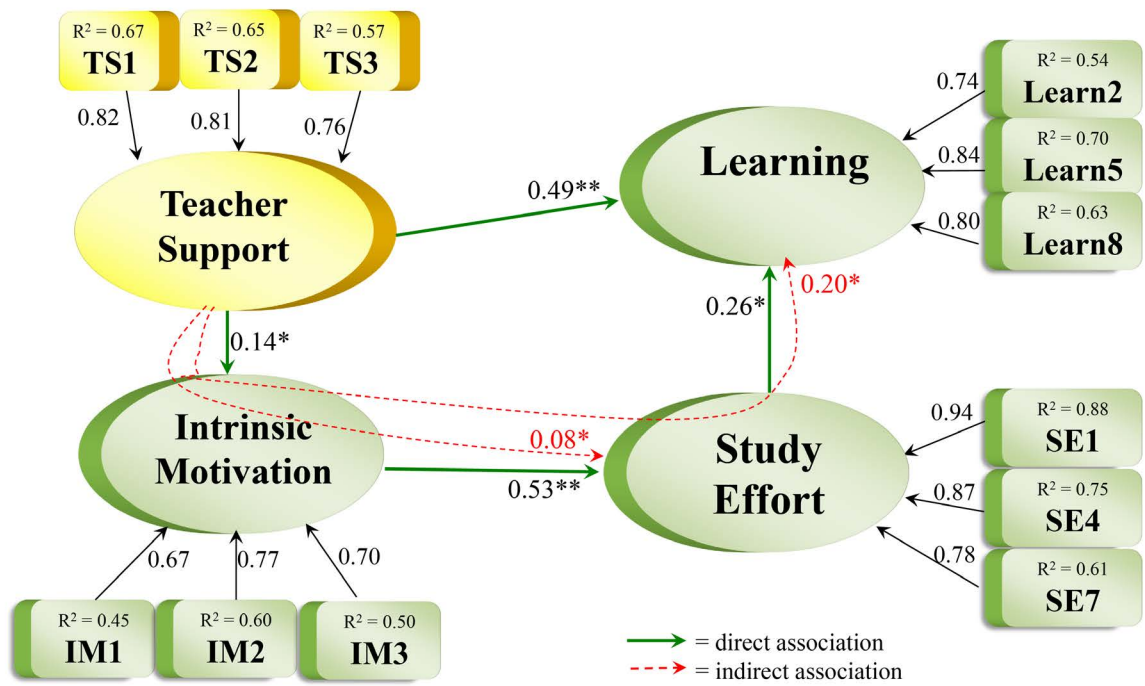 R² = 0.67
TS1
R² = 0.65
TS2
R² = 0.57
TS3
0.82
0.81
0.76
Teacher
Support
0.49**
Learning
0.74
0.84
0.80
R² = 0.54
Learn2
R² = 0.70
Learn5
R² = 0.63
Learn8
0.14*
0.26*
0.20*
Intrinsic
Motivation
0.08*
0.53**
Study
Effort
0.94
0.87
0.78
R² = 0.88
SE1
R² = 0.75
SE4
R² = 0.61
SE7
0.67
0.77
0.70
R² = 0.45
IM1
R² = 0.60
IM2
R² = 0.50
IM3
= direct association
= indirect association